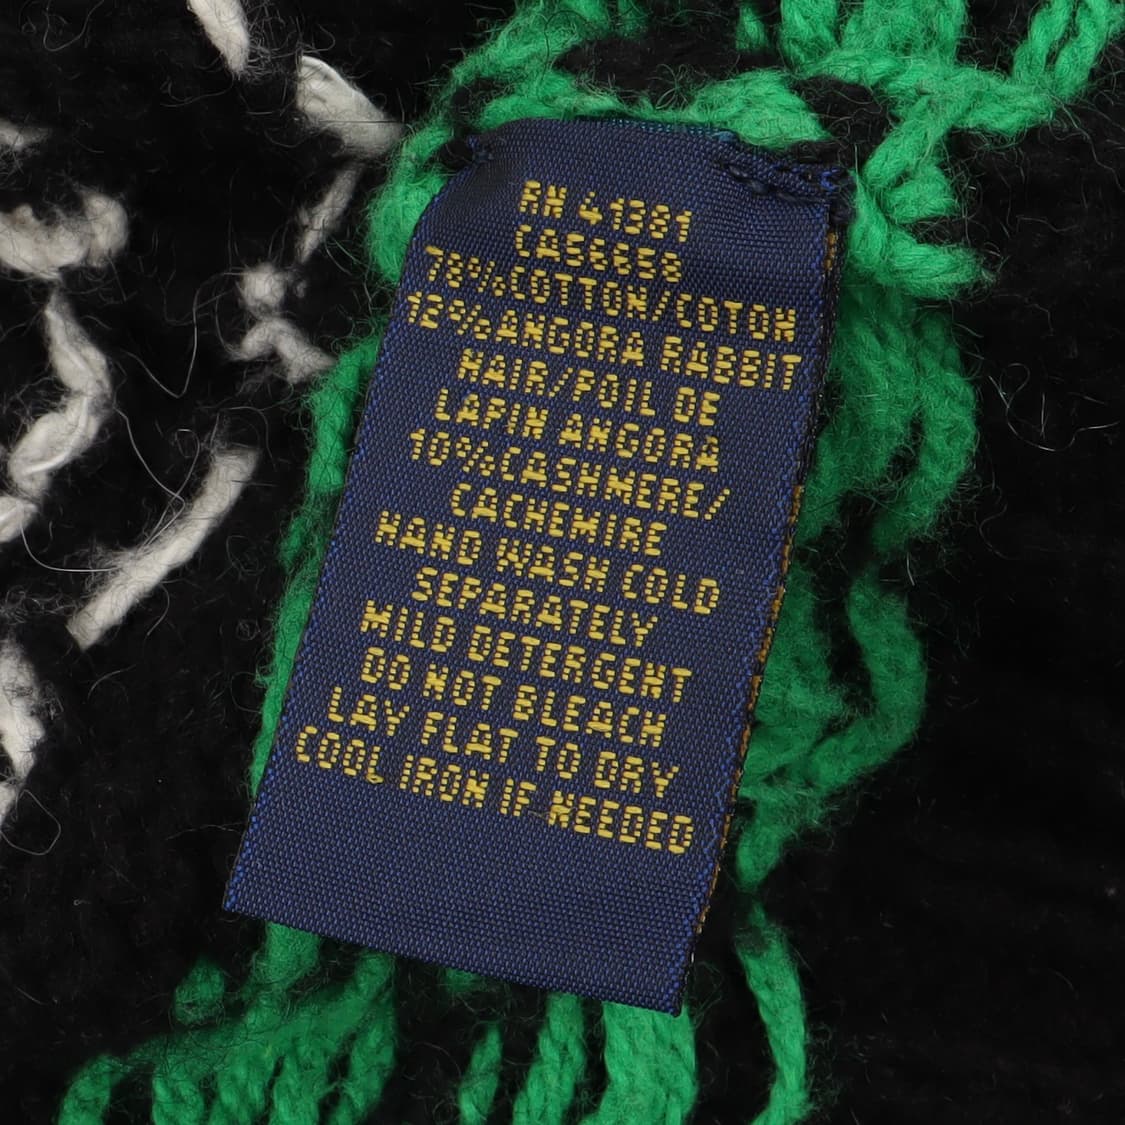 RN 41381
CA56658
78%COTTON/COTON
12%ANGORA RABBIT
HAIR/POIL DE
LAPIN ANGORA
10%CASHMERE/
CACHEMIRE
HAND WASH COLD
SEPARATELY
MILD DETERGENT
DO NOT BLEACH
LAY FLAT TO DRY
COOL IRON IF NEEDED